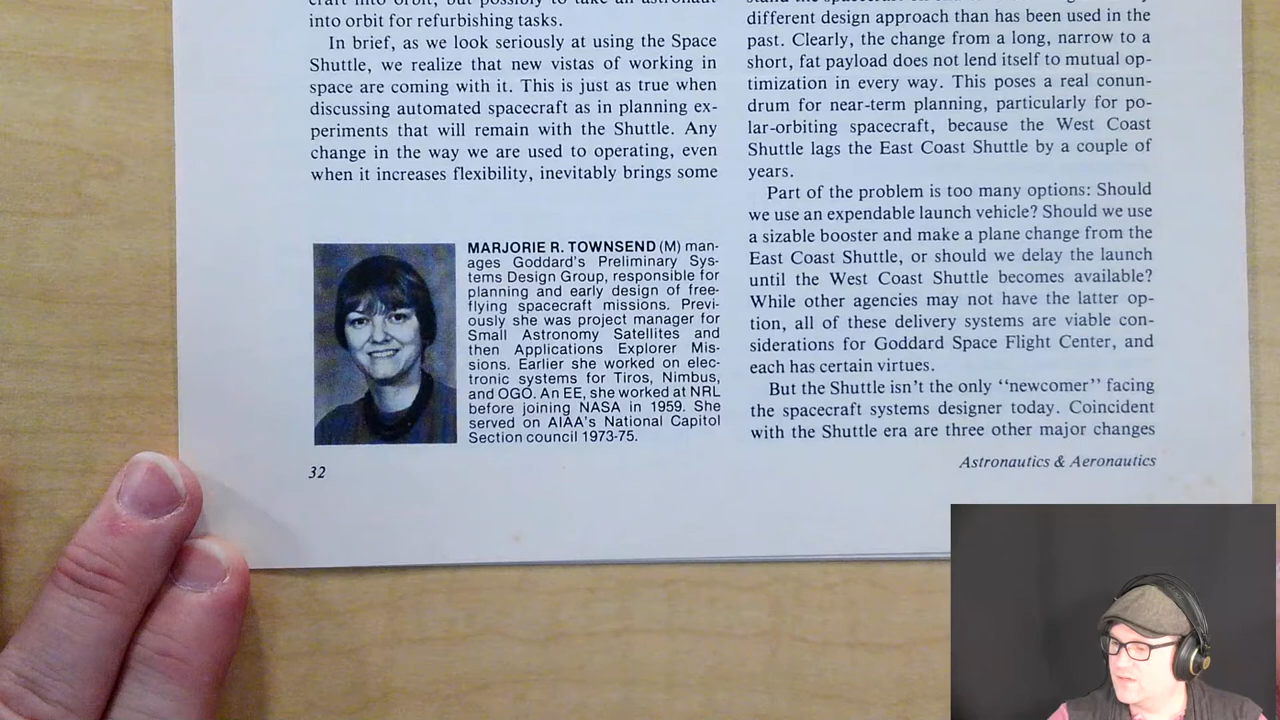 craft into orbit, but possibly to take an astronaut
into orbit for refurbishing tasks.
In brief, as we look seriously at using the Space
Shuttle, we realize that new vistas of working in
space are coming with it. This is just as true when
discussing automated spacecraft as in planning ex-
periments that will remain with the Shuttle. Any
change in the way we are used to operating, even
when it increases flexibility, inevitably brings some
MARJORIE R. TOWNSEND (M) man-
ages Goddard's Preliminary Sys-
tems Design Group, responsible for
planning and early design of free-
flying spacecraft missions. Previ-
ously she was project manager for
Small Astronomy Satellites and
then Applications Explorer Mis-
sions. Earlier she worked on elec-
tronic systems for Tiros, Nimbus,
and OGO. An EE, she worked at NRL
before joining NASA in 1959. She
served on AIAA's National Capitol
Section council 1973-75.
32
different design approach than has been used in the
past. Clearly, the change from a long, narrow to a
short, fat payload does not lend itself to mutual op-
timization in every way. This poses a real conun-
drum for near-term planning, particularly for po-
lar-orbiting spacecraft, because the West Coast
Shuttle lags the East Coast Shuttle by a couple of
years.
Part of the problem is too many options: Should
we use an expendable launch vehicle? Should we use
a sizable booster and make a plane change from the
East Coast Shuttle, or should we delay the launch
until the West Coast Shuttle becomes available?
While other agencies may not have the latter op-
tion, all of these delivery systems are viable con-
siderations for Goddard Space Flight Center, and
each has certain virtues.
But the Shuttle isn't the only “newcomer” facing
the spacecraft systems designer today. Coincident
with the Shuttle era are three other major changes
Astronautics & Aeronautics